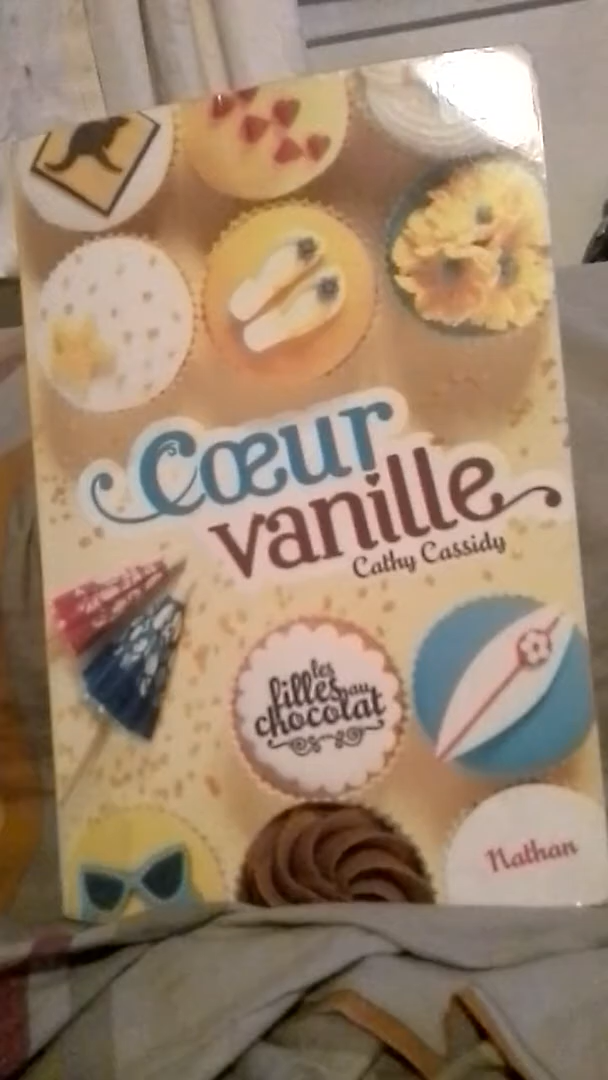 Cœur
vanille
Cathy Cassidy
les
filles au
chocolat
Nathan